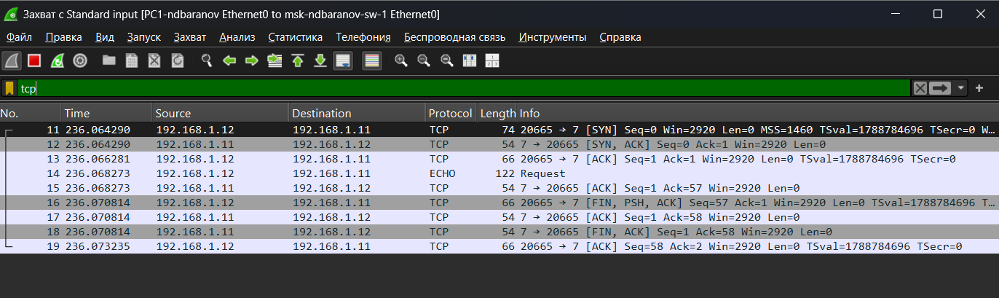 Захват с Standard input [PC1-ndbaranov Ethernet0 to msk-ndbaranov-sw-1 Ethernet0]
Файл Правка Вид Запуск Захват Анализ Статистика Телефония Беспроводная связь Инструменты Справка
tcp
No. Time Source Destination Protocol Length Info
11 236.064290 192.168.1.12 192.168.1.11 TCP 74 20665 → 7 [SYN] Seq=0 Win=2920 Len=0 MSS=1460 TSval=1788784696 TSecr=0 W…
12 236.064290 192.168.1.11 192.168.1.12 TCP 54 7 → 20665 [SYN, ACK] Seq=0 Ack=1 Win=2920 Len=0
13 236.066281 192.168.1.12 192.168.1.11 TCP 66 20665 → 7 [ACK] Seq=1 Ack=1 Win=2920 Len=0 TSval=1788784696 TSecr=0
14 236.068273 192.168.1.12 192.168.1.11 ECHO 122 Request
15 236.068273 192.168.1.11 192.168.1.12 TCP 54 7 → 20665 [ACK] Seq=1 Ack=57 Win=2920 Len=0
16 236.070814 192.168.1.12 192.168.1.11 TCP 66 20665 → 7 [FIN, PSH, ACK] Seq=57 Ack=1 Win=2920 Len=0 TSval=1788784696 T…
17 236.070814 192.168.1.11 192.168.1.12 TCP 54 7 → 20665 [ACK] Seq=1 Ack=58 Win=2920 Len=0
18 236.070814 192.168.1.11 192.168.1.12 TCP 54 7 → 20665 [FIN, ACK] Seq=1 Ack=58 Win=2920 Len=0
19 236.073235 192.168.1.12 192.168.1.11 TCP 66 20665 → 7 [ACK] Seq=58 Ack=2 Win=2920 Len=0 TSval=1788784696 TSecr=0